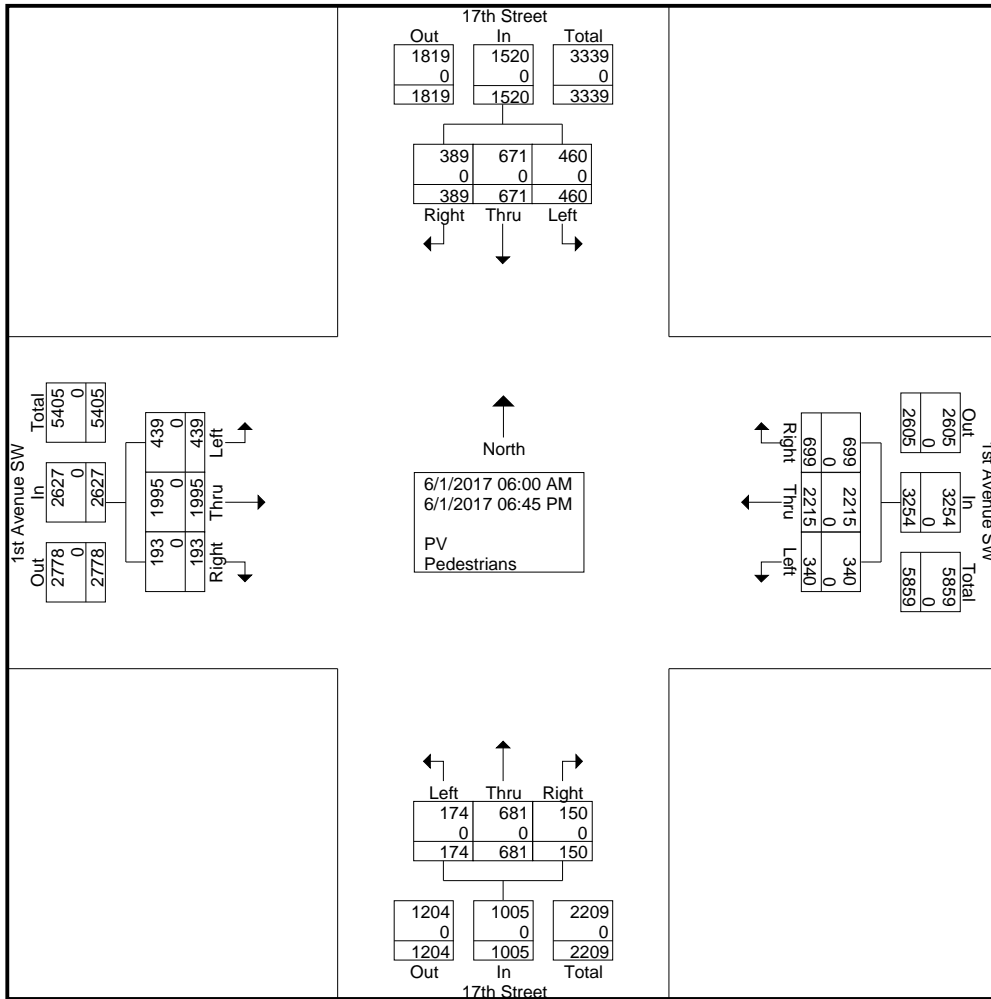 17th Street
Out In Total
1819 1520 3339
0 0 0
1819 1520 3339
389 671 460
0 0 0
389 671 460
Right Thru Left
1st Avenue SW
Total
5405
0
5405
In
2627
0
2627
Out
2778
0
2778
Left
439
0
439
Thru
1995
0
1995
Right
193
0
193
North
6/1/2017 06:00 AM
6/1/2017 06:45 PM
PV
Pedestrians
Right
699
0
699
Thru
2215
0
2215
Left
340
0
340
1st Avenue SW
Out
2605
0
2605
In
3254
0
3254
Total
5859
0
5859
Left Thru Right
174 681 150
0 0 0
174 681 150
1204 1005 2209
0 0 0
1204 1005 2209
Out In Total
17th Street